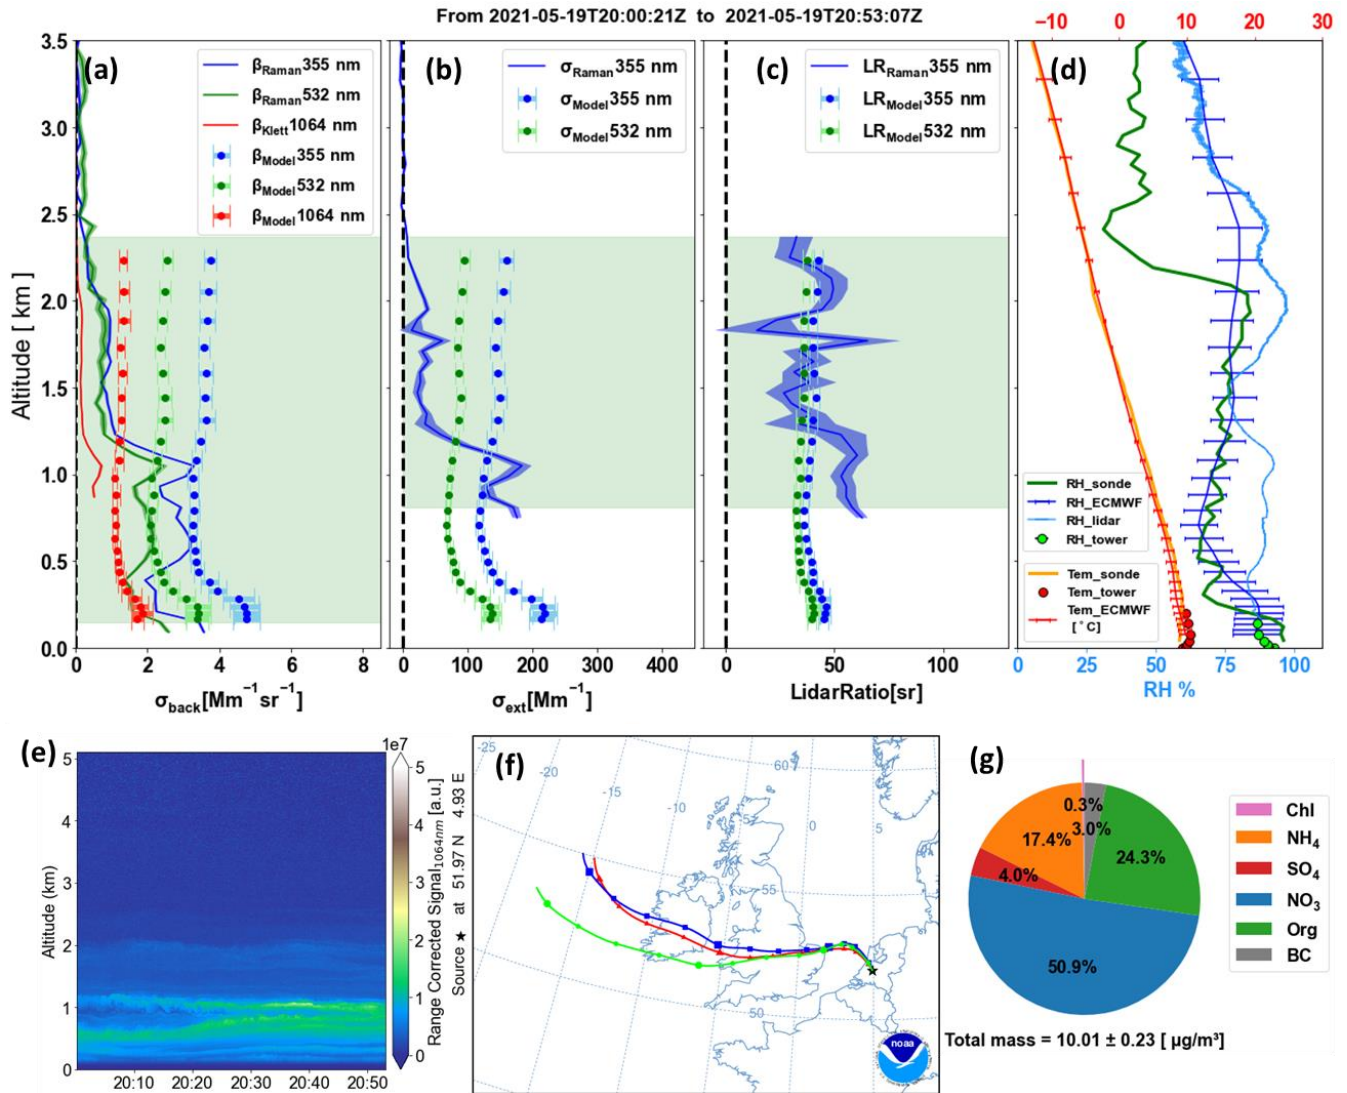 From 2021-05-19T20:00:21Z to 2021-05-19T20:53:07Z
(a)
β_Raman 355 nm
β_Raman 532 nm
β_Klett 1064 nm
β_Model 355 nm
β_Model 532 nm
β_Model 1064 nm
Altitude [ km]
3.5
3.0
2.5
2.0
1.5
1.0
0.5
0.0
0 2 4 6 8
σ_back[Mm⁻¹sr⁻¹]
(b)
σ_Raman 355 nm
σ_Model 355 nm
σ_Model 532 nm
0 100 200 300 400
σ_ext[Mm⁻¹]
(c)
LR_Raman 355 nm
LR_Model 355 nm
LR_Model 532 nm
0 50 100
LidarRatio[sr]
−10 0 10 20 30
(d)
RH_sonde
RH_ECMWF
RH_lidar
RH_tower
Tem_sonde
Tem_tower
Tem_ECMWF
[°C]
0 25 50 75 100
RH %
(e)
Altitude (km)
5
4
3
2
1
0
20:10 20:20 20:30 20:40 20:50
1e7
5
4
3
2
1
0
Range Corrected Signal_1064nm [a.u.]
(f)
Source ★ at 51.97 N 4.93 E
-25
-20
-15
-10
-5
0
5
60
55
50
noaa
(g)
0.3%
3.0%
17.4%
24.3%
4.0%
50.9%
Chl
NH₄
SO₄
NO₃
Org
BC
Total mass = 10.01 ± 0.23 [ µg/m³]